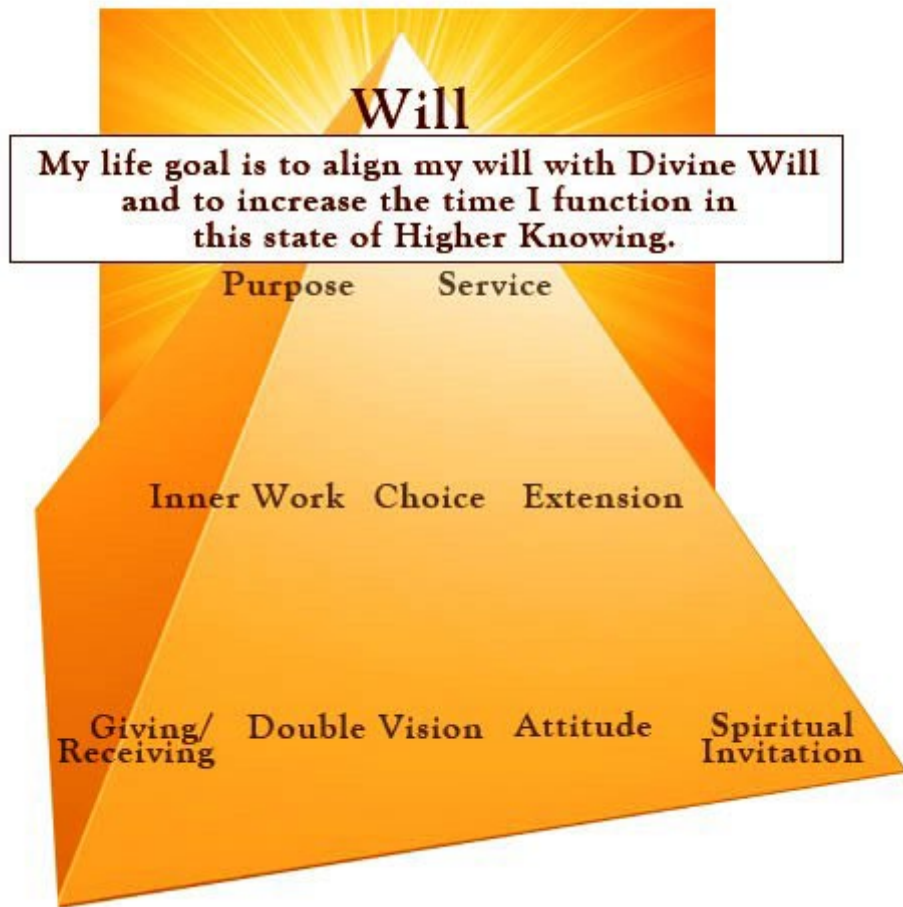 Will
My life goal is to align my will with Divine Will
and to increase the time I function in
this state of Higher Knowing.
Purpose Service
Inner Work Choice Extension
Giving/ Double Vision Attitude Spiritual
Receiving Invitation